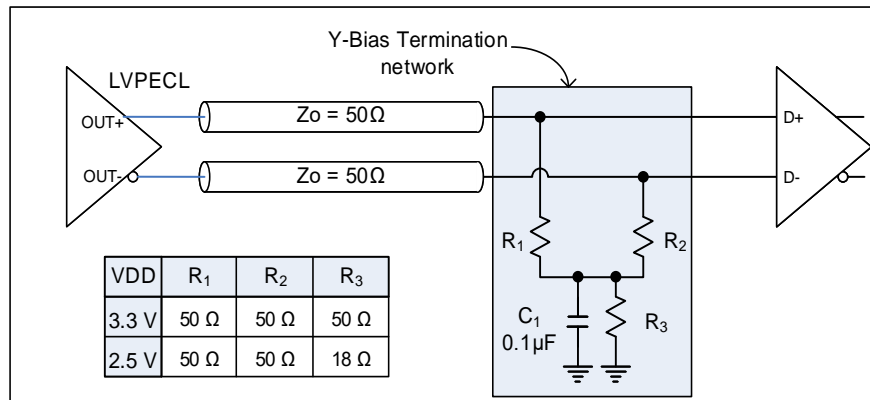 Y-Bias Termination
network
LVPECL
OUT+
OUT-
Zo = 50Ω
Zo = 50Ω
D+
D-
R1
R2
C1
0.1µF
R3
VDD R1 R2 R3
3.3 V 50 Ω 50 Ω 50 Ω
2.5 V 50 Ω 50 Ω 18 Ω